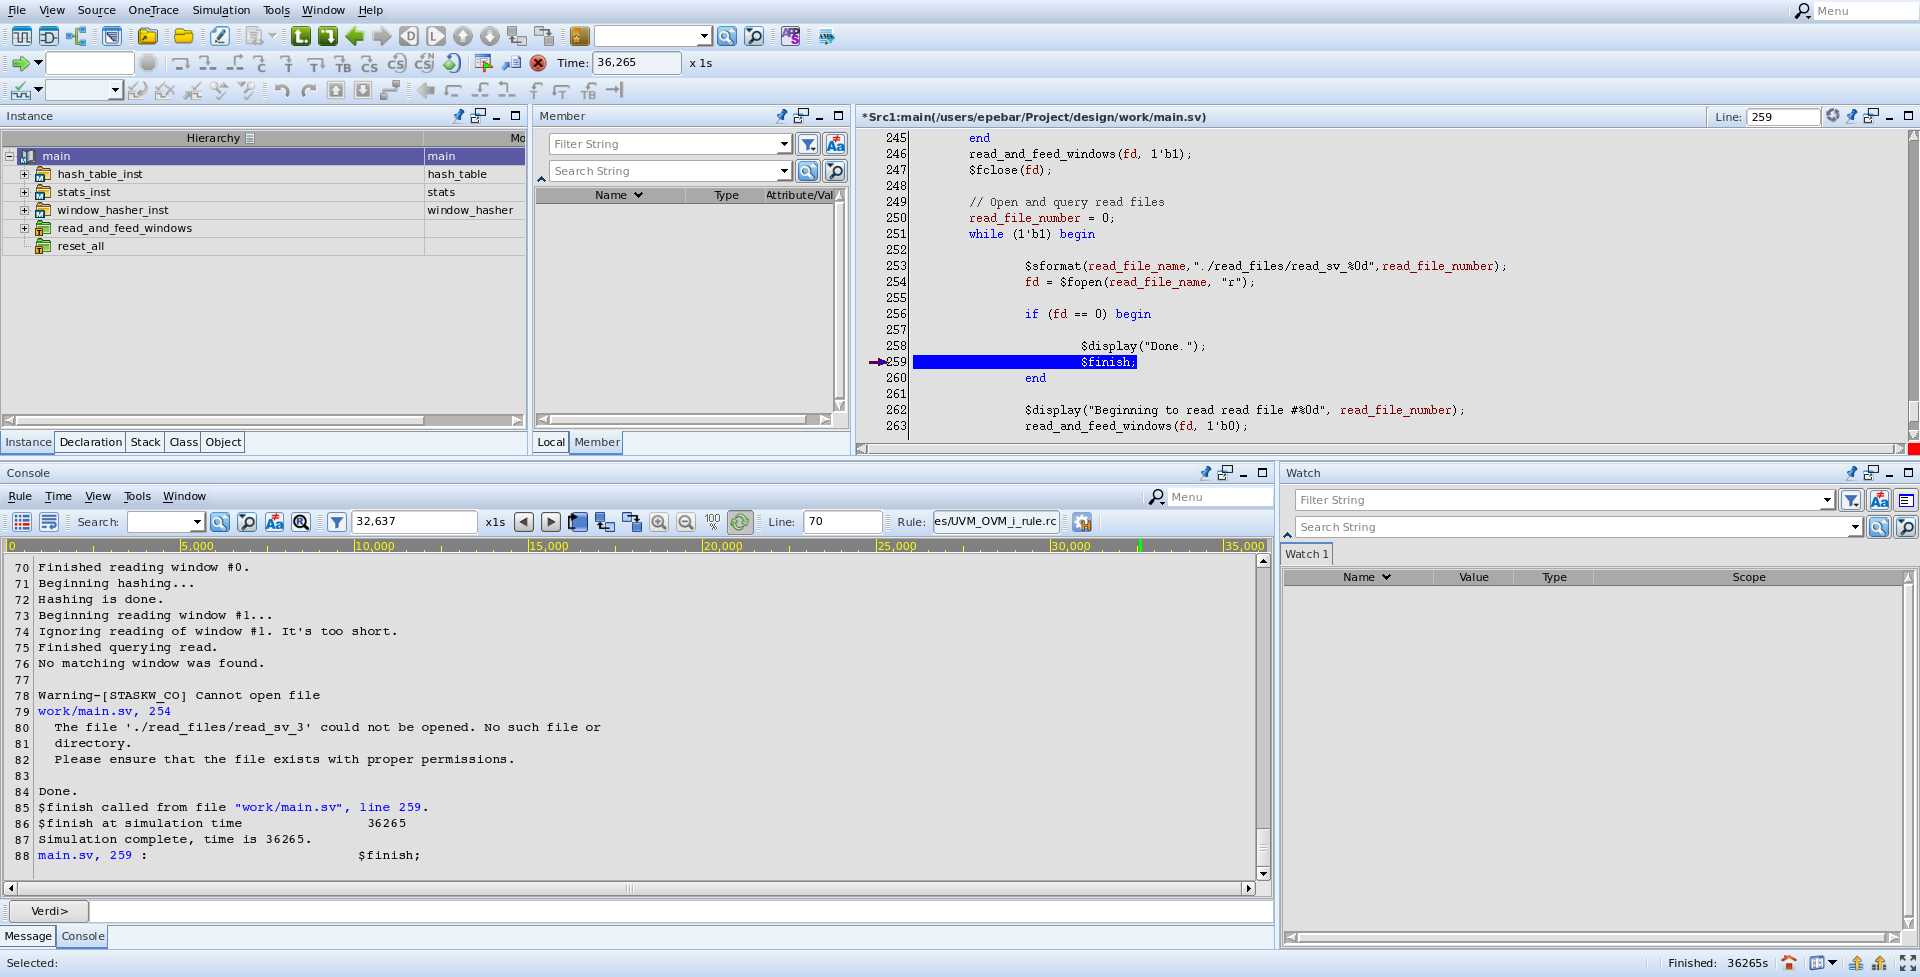 File View Source OneTrace Simulation Tools Window Help Menu
Time: 36,265 x 1s
Instance
Hierarchy Mo
main main
hash_table_inst hash_table
stats_inst stats
window_hasher_inst window_hasher
read_and_feed_windows
reset_all
Instance Declaration Stack Class Object
Member
Filter String
Search String
Name Type Attribute/Val
Local Member
*Src1:main(/users/epebar/Project/design/work/main.sv) Line: 259
245 end
246 read_and_feed_windows(fd, 1'b1);
247 $fclose(fd);
248
249 // Open and query read files
250 read_file_number = 0;
251 while (1'b1) begin
252
253 $sformat(read_file_name,"./read_files/read_sv_%0d",read_file_number);
254 fd = $fopen(read_file_name, "r");
255
256 if (fd == 0) begin
257
258 $display("Done.");
259 $finish;
260 end
261
262 $display("Beginning to read read file #%0d", read_file_number);
263 read_and_feed_windows(fd, 1'b0);
Console
Rule Time View Tools Window Menu
Search: 32,637 x1s 100 % Line: 70 Rule: es/UVM_OVM_i_rule.rc
0 5,000 10,000 15,000 20,000 25,000 30,000 35,000
70 Finished reading window #0.
71 Beginning hashing...
72 Hashing is done.
73 Beginning reading window #1...
74 Ignoring reading of window #1. It's too short.
75 Finished querying read.
76 No matching window was found.
77
78 Warning-[STASKW_CO] Cannot open file
79 work/main.sv, 254
80 The file './read_files/read_sv_3' could not be opened. No such file or
81 directory.
82 Please ensure that the file exists with proper permissions.
83
84 Done.
85 $finish called from file "work/main.sv", line 259.
86 $finish at simulation time 36265
87 Simulation complete, time is 36265.
88 main.sv, 259 : $finish;
Verdi>
Message Console
Watch
Filter String
Search String
Watch 1
Name Value Type Scope
Selected: Finished: 36265s